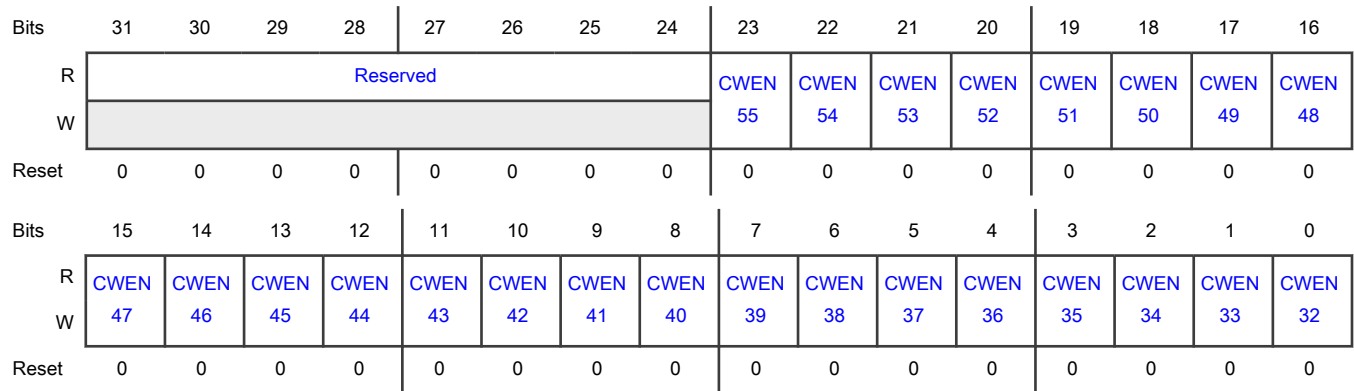 Bits 31 30 29 28 27 26 25 24 23 22 21 20 19 18 17 16
R Reserved CWEN CWEN CWEN CWEN CWEN CWEN CWEN CWEN
W 55 54 53 52 51 50 49 48
Reset 0 0 0 0 0 0 0 0 0 0 0 0 0 0 0 0
Bits 15 14 13 12 11 10 9 8 7 6 5 4 3 2 1 0
R CWEN CWEN CWEN CWEN CWEN CWEN CWEN CWEN CWEN CWEN CWEN CWEN CWEN CWEN CWEN CWEN
W 47 46 45 44 43 42 41 40 39 38 37 36 35 34 33 32
Reset 0 0 0 0 0 0 0 0 0 0 0 0 0 0 0 0